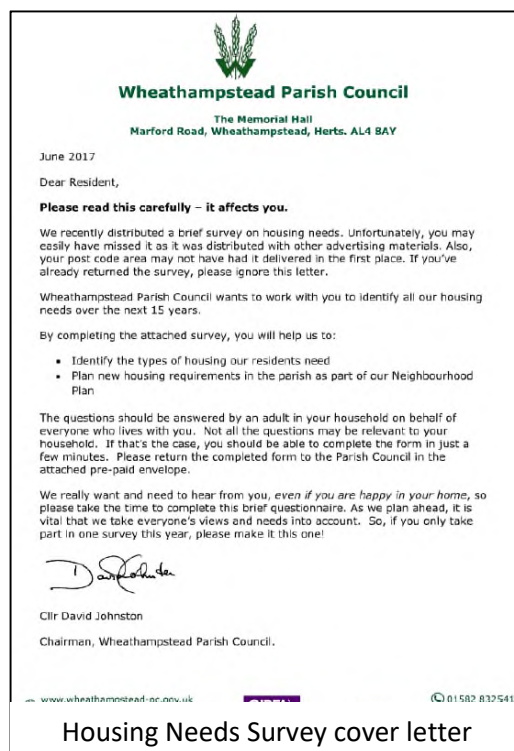 Wheathampstead Parish Council
The Memorial Hall
Marford Road, Wheathampstead, Herts. AL4 8AY
June 2017
Dear Resident,
Please read this carefully – it affects you.
We recently distributed a brief survey on housing needs. Unfortunately, you may
easily have missed it as it was distributed with other advertising materials. Also,
your post code area may not have had it delivered in the first place. If you've
already returned the survey, please ignore this letter.
Wheathampstead Parish Council wants to work with you to identify all our housing
needs over the next 15 years.
By completing the attached survey, you will help us to:
• Identify the types of housing our residents need
• Plan new housing requirements in the parish as part of our Neighbourhood
Plan
The questions should be answered by an adult in your household on behalf of
everyone who lives with you. Not all the questions may be relevant to your
household. If that's the case, you should be able to complete the form in just a
few minutes. Please return the completed form to the Parish Council in the
attached pre-paid envelope.
We really want and need to hear from you, even if you are happy in your home, so
please take the time to complete this brief questionnaire. As we plan ahead, it is
vital that we take everyone's views and needs into account. So, if you only take
part in one survey this year, please make it this one!
Cllr David Johnston
Chairman, Wheathampstead Parish Council.
www.wheathampstead-pc.gov.uk
01582 832541
Housing Needs Survey cover letter